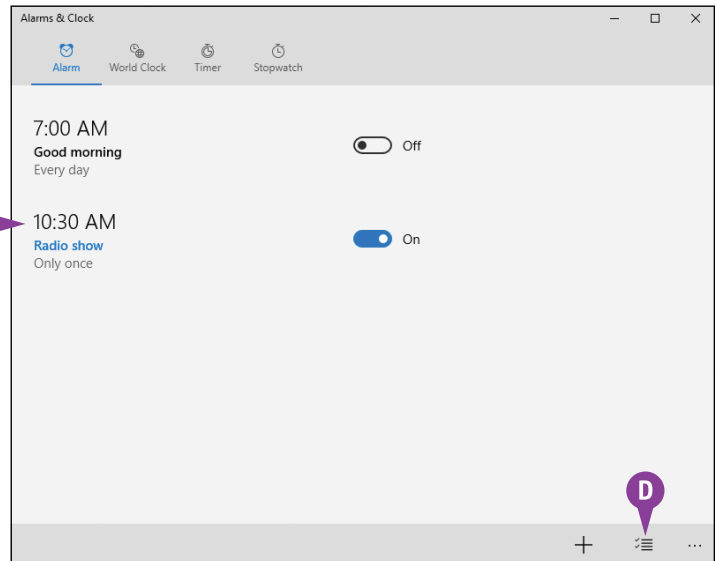 Alarms & Clock
Alarm World Clock Timer Stopwatch
7:00 AM
Good morning
Every day
Off
10:30 AM
Radio show
Only once
On
D